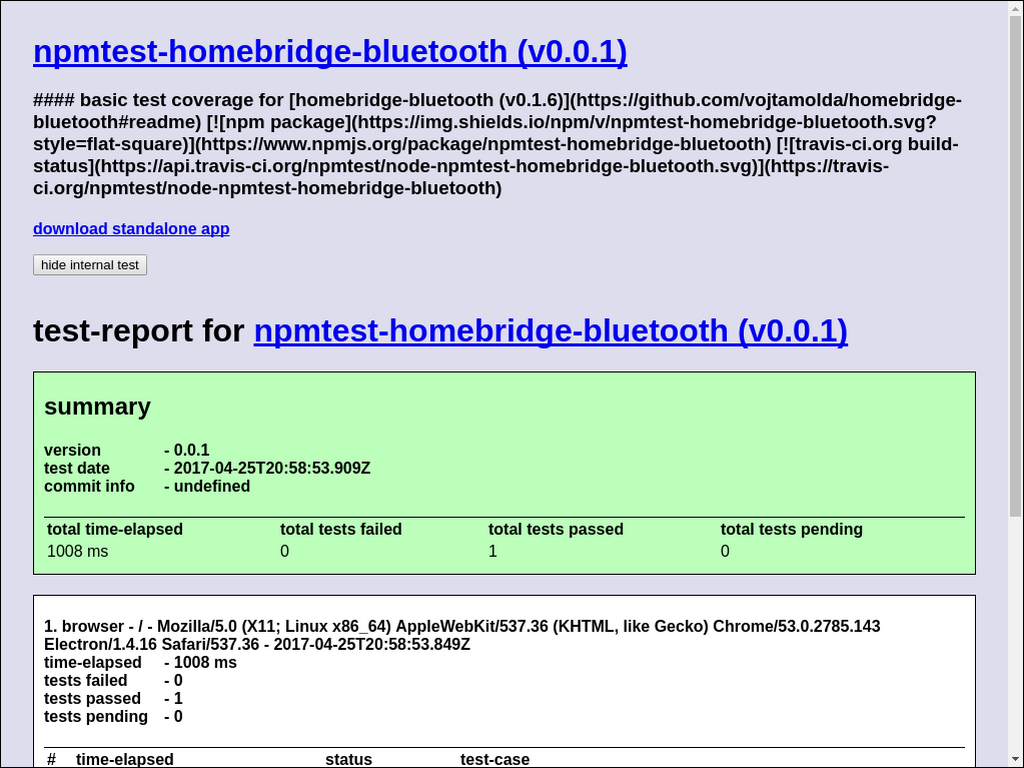 npmtest-homebridge-bluetooth (v0.0.1)
#### basic test coverage for [homebridge-bluetooth (v0.1.6)](https://github.com/vojtamolda/homebridge-
bluetooth#readme) [![npm package](https://img.shields.io/npm/v/npmtest-homebridge-bluetooth.svg?
style=flat-square)](https://www.npmjs.org/package/npmtest-homebridge-bluetooth) [![travis-ci.org build-
status](https://api.travis-ci.org/npmtest/node-npmtest-homebridge-bluetooth.svg)](https://travis-
ci.org/npmtest/node-npmtest-homebridge-bluetooth)
download standalone app
hide internal test
test-report for npmtest-homebridge-bluetooth (v0.0.1)
summary
version - 0.0.1
test date - 2017-04-25T20:58:53.909Z
commit info - undefined
total time-elapsed total tests failed total tests passed total tests pending
1008 ms 0 1 0
1. browser - / - Mozilla/5.0 (X11; Linux x86_64) AppleWebKit/537.36 (KHTML, like Gecko) Chrome/53.0.2785.143
Electron/1.4.16 Safari/537.36 - 2017-04-25T20:58:53.849Z
time-elapsed - 1008 ms
tests failed - 0
tests passed - 1
tests pending - 0
# time-elapsed status test-case